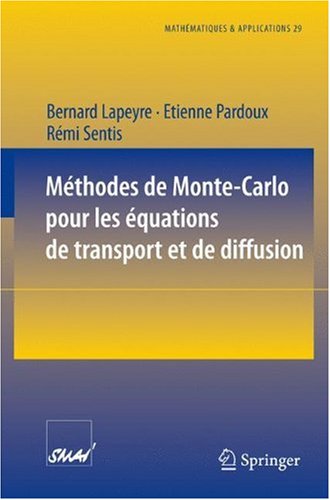 MATHÉMATIQUES & APPLICATIONS 29
Bernard Lapeyre · Etienne Pardoux
Rémi Sentis
Méthodes de Monte-Carlo
pour les équations
de transport et de diffusion
SMAI
Springer